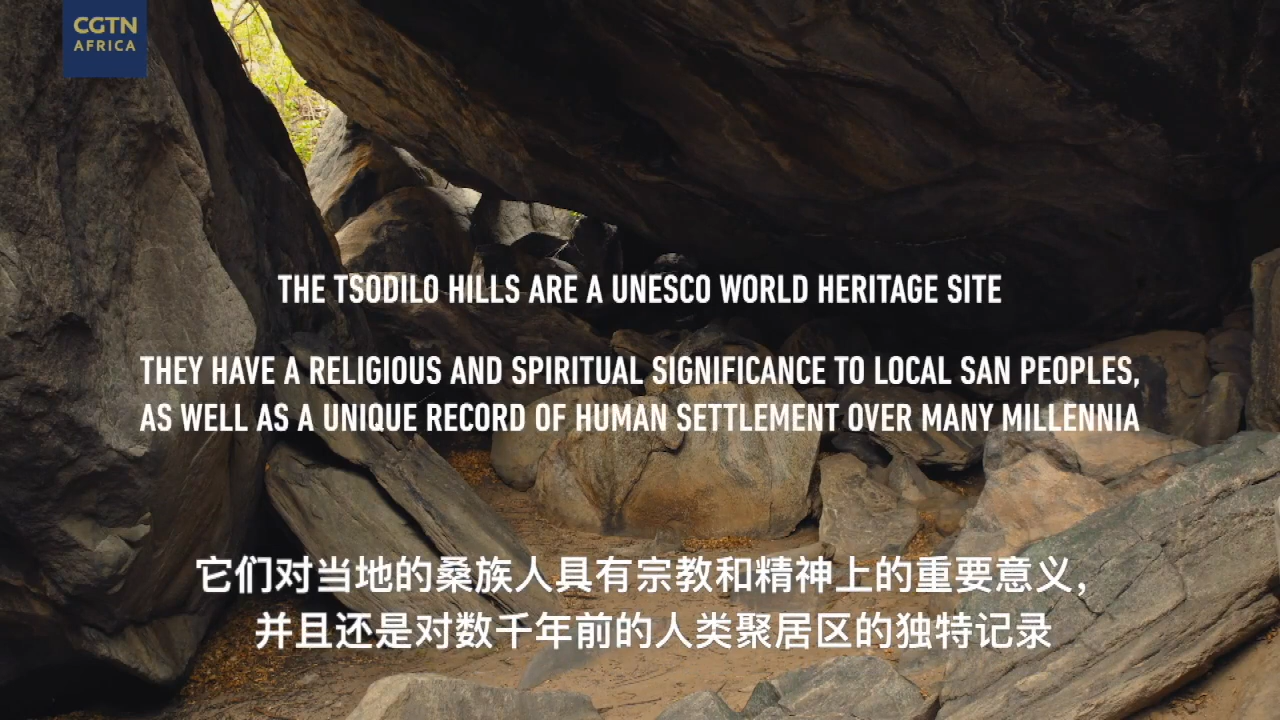 CGTN
AFRICA
THE TSODILO HILLS ARE A UNESCO WORLD HERITAGE SITE
THEY HAVE A RELIGIOUS AND SPIRITUAL SIGNIFICANCE TO LOCAL SAN PEOPLES,
AS WELL AS A UNIQUE RECORD OF HUMAN SETTLEMENT OVER MANY MILLENNIA
它们对当地的桑族人具有宗教和精神上的重要意义，
并且还是对数千年前的人类聚居区的独特记录